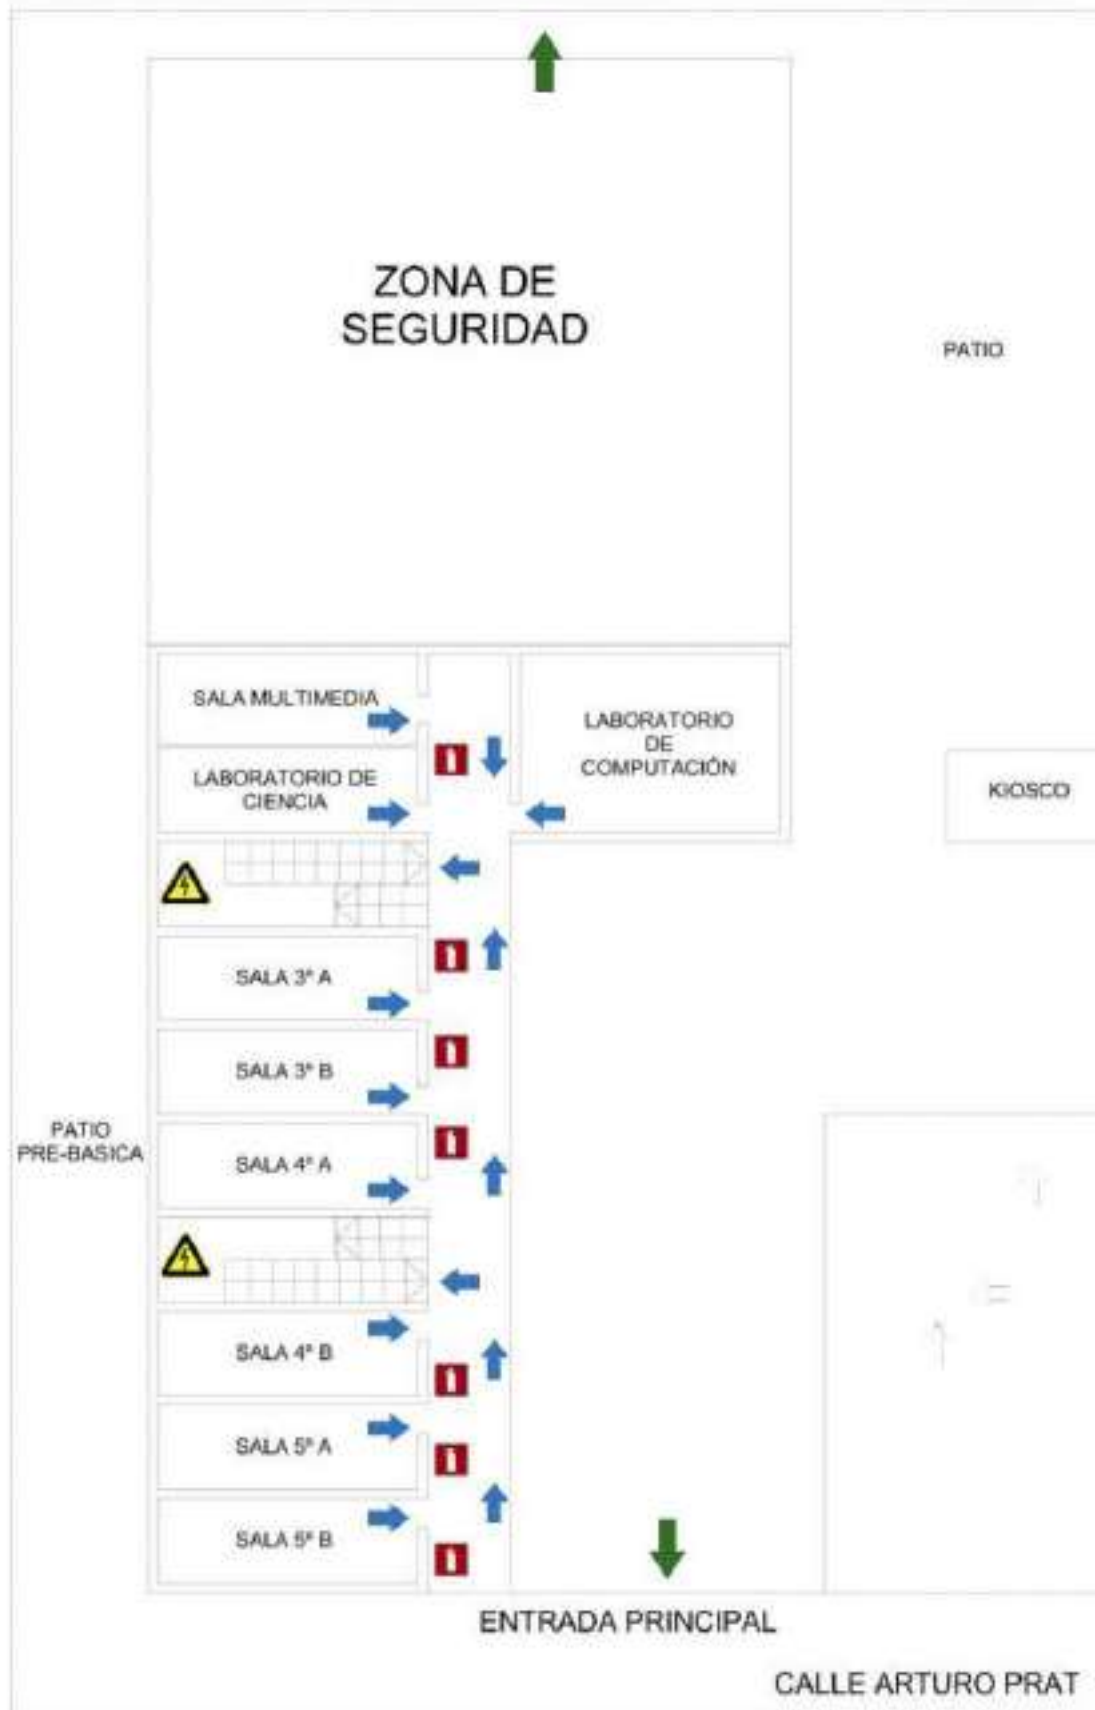 ZONA DE
SEGURIDAD
PATIO
SALA MULTIMEDIA
LABORATORIO
DE
COMPUTACIÓN
LABORATORIO DE
CIENCIA
KIOSCO
SALA 3° A
SALA 3° B
PATIO
PRE-BASICA
SALA 4° A
SALA 4° B
SALA 5° A
SALA 5° B
ENTRADA PRINCIPAL
CALLE ARTURO PRAT